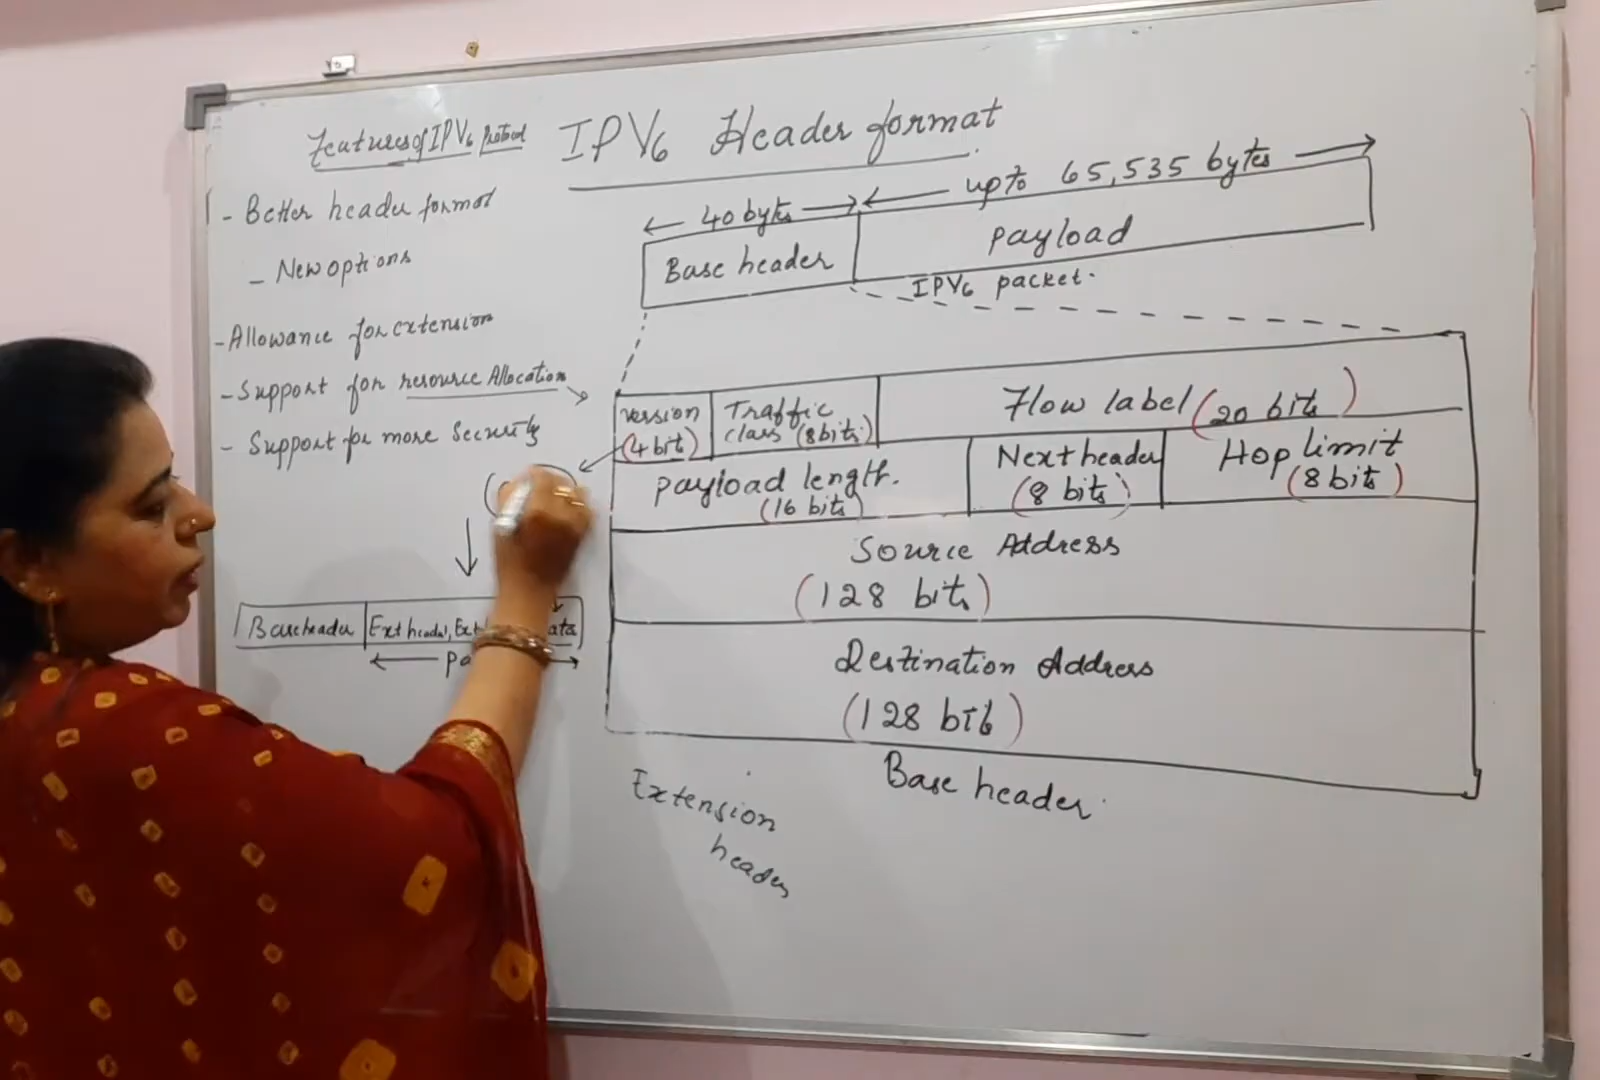 Features of IPV6 Protocol
- Better header format
- New options
- Allowance for extension
- Support for resource Allocation
- Support for more Security
Base header
Ext header, Ext
ata
IPV6 Header format
40 bytes
upto 65,535 bytes
Base header
Payload
IPV6 packet.
version
(4 bit)
Traffic
class (8bits)
Flow label (20 bits)
Payload length.
(16 bits)
Next header
(8 bits)
Hop limit
(8 bit)
Source Address
(128 bits)
Destination Address
(128 bit)
Base header.
Extension
header